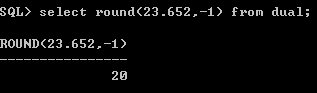 SQL> select round(23.652,-1) from dual;
ROUND(23.652,-1)
----------------
20